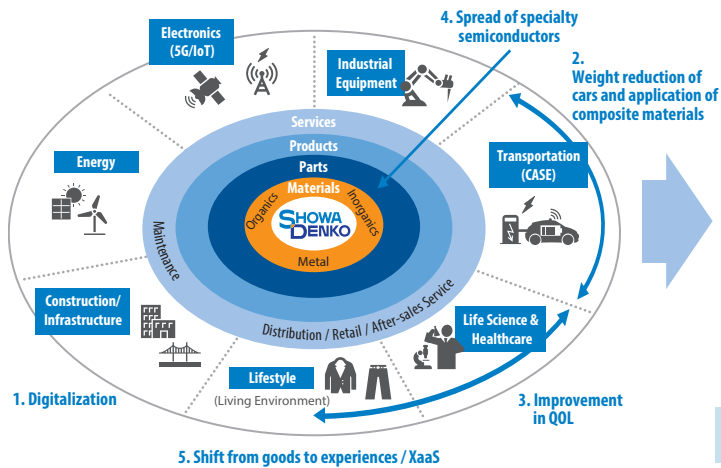 4. Spread of specialty
semiconductors
Electronics
(5G/IoT)
Industrial
Equipment
2.
Weight reduction of
cars and application of
composite materials
Services
Products
Parts
Materials
Organics
Inorganics
SHOWA
DENKO
Metal
Energy
Transportation
(CASE)
Maintenance
Distribution / Retail / After-sales Service
Construction/
Infrastructure
Life Science &
Healthcare
Lifestyle
(Living Environment)
1. Digitalization
3. Improvement
in QOL
5. Shift from goods to experiences / XaaS